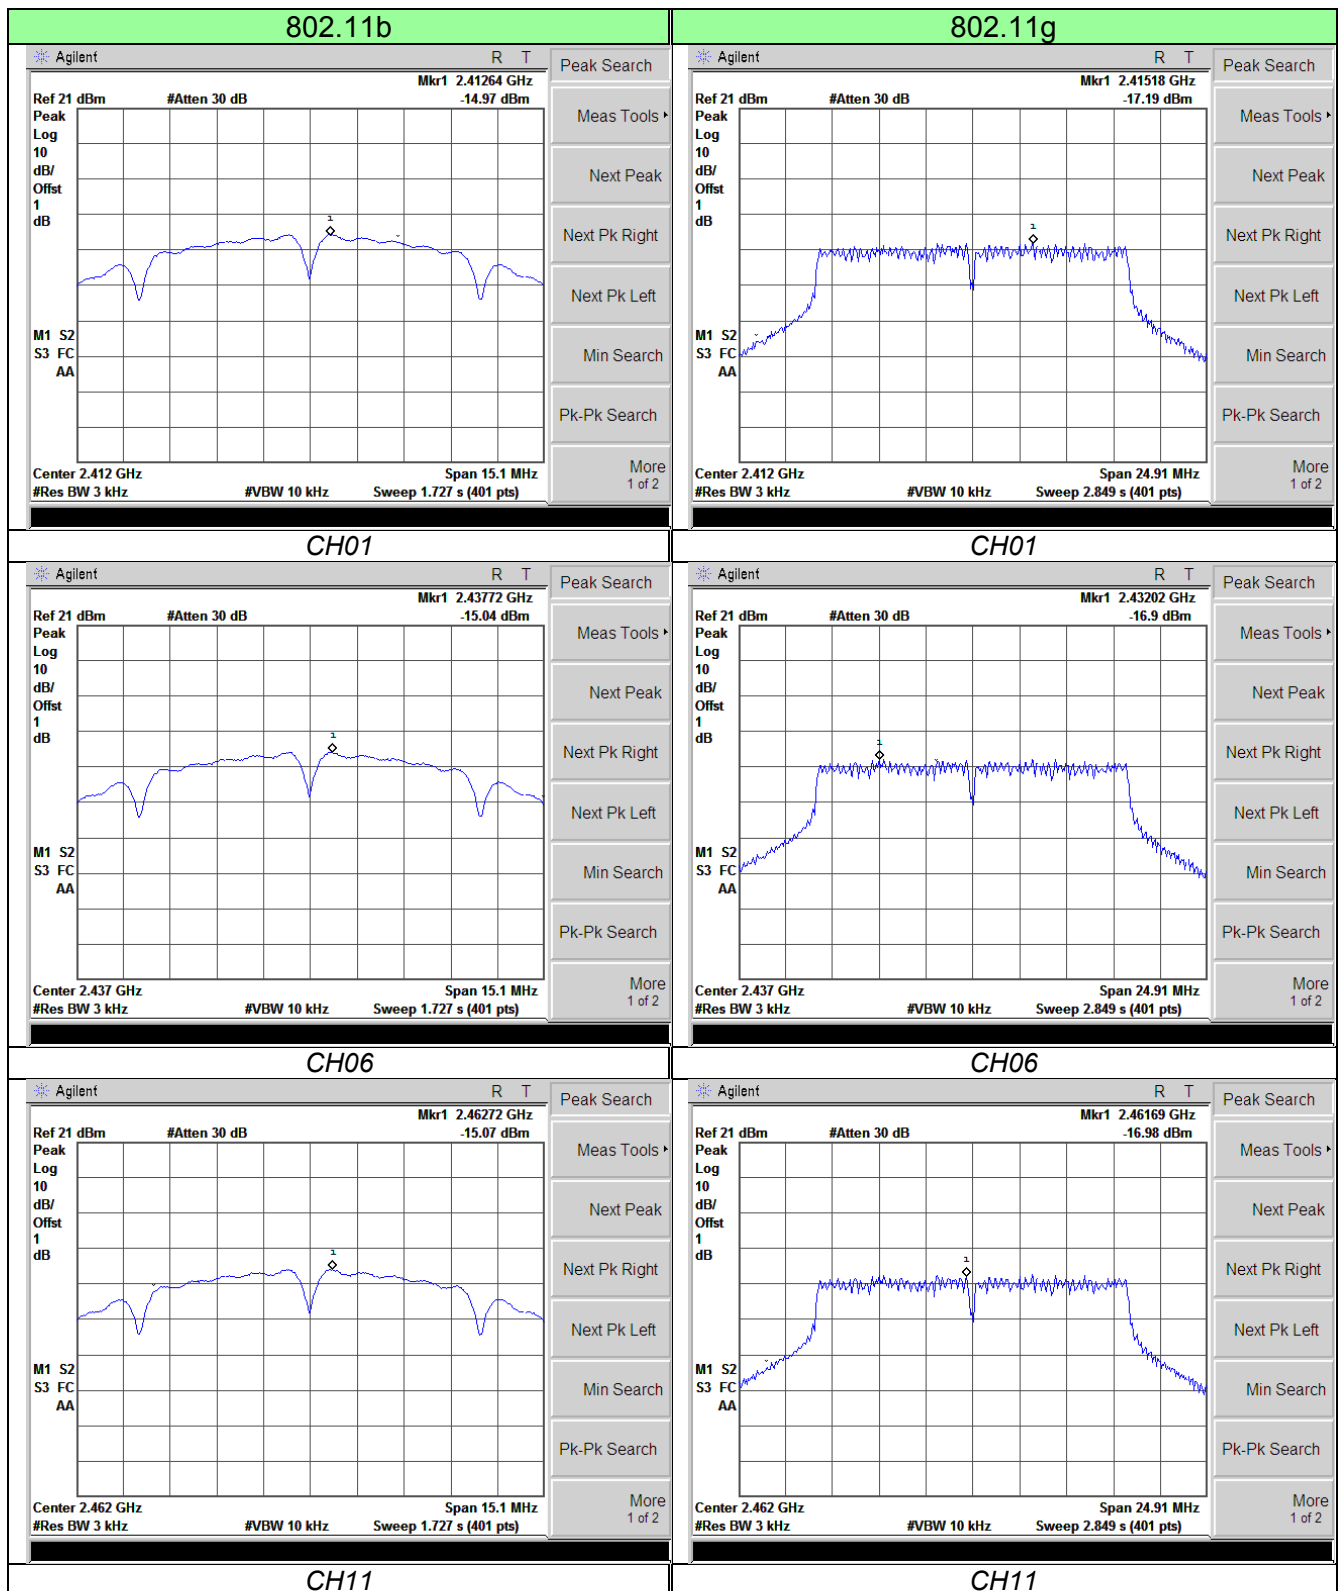 802.11b
802.11g
Agilent
R T
Peak Search
Mkr1 2.41264 GHz
Ref 21 dBm #Atten 30 dB -14.97 dBm
Peak
Log
10
dB/
Offst
1
dB
1
M1 S2
S3 FC
AA
Center 2.412 GHz Span 15.1 MHz
#Res BW 3 kHz #VBW 10 kHz Sweep 1.727 s (401 pts)
Meas Tools
Next Peak
Next Pk Right
Next Pk Left
Min Search
Pk-Pk Search
More
1 of 2
CH01
Agilent
R T
Peak Search
Mkr1 2.41518 GHz
Ref 21 dBm #Atten 30 dB -17.19 dBm
Peak
Log
10
dB/
Offst
1
dB
1
M1 S2
S3 FC
AA
Center 2.412 GHz Span 24.91 MHz
#Res BW 3 kHz #VBW 10 kHz Sweep 2.849 s (401 pts)
Meas Tools
Next Peak
Next Pk Right
Next Pk Left
Min Search
Pk-Pk Search
More
1 of 2
CH01
Agilent
R T
Peak Search
Mkr1 2.43772 GHz
Ref 21 dBm #Atten 30 dB -15.04 dBm
Peak
Log
10
dB/
Offst
1
dB
1
M1 S2
S3 FC
AA
Center 2.437 GHz Span 15.1 MHz
#Res BW 3 kHz #VBW 10 kHz Sweep 1.727 s (401 pts)
Meas Tools
Next Peak
Next Pk Right
Next Pk Left
Min Search
Pk-Pk Search
More
1 of 2
CH06
Agilent
R T
Peak Search
Mkr1 2.43202 GHz
Ref 21 dBm #Atten 30 dB -16.9 dBm
Peak
Log
10
dB/
Offst
1
dB
1
M1 S2
S3 FC
AA
Center 2.437 GHz Span 24.91 MHz
#Res BW 3 kHz #VBW 10 kHz Sweep 2.849 s (401 pts)
Meas Tools
Next Peak
Next Pk Right
Next Pk Left
Min Search
Pk-Pk Search
More
1 of 2
CH06
Agilent
R T
Peak Search
Mkr1 2.46272 GHz
Ref 21 dBm #Atten 30 dB -15.07 dBm
Peak
Log
10
dB/
Offst
1
dB
1
M1 S2
S3 FC
AA
Center 2.462 GHz Span 15.1 MHz
#Res BW 3 kHz #VBW 10 kHz Sweep 1.727 s (401 pts)
Meas Tools
Next Peak
Next Pk Right
Next Pk Left
Min Search
Pk-Pk Search
More
1 of 2
CH11
Agilent
R T
Peak Search
Mkr1 2.46169 GHz
Ref 21 dBm #Atten 30 dB -16.98 dBm
Peak
Log
10
dB/
Offst
1
dB
1
M1 S2
S3 FC
AA
Center 2.462 GHz Span 24.91 MHz
#Res BW 3 kHz #VBW 10 kHz Sweep 2.849 s (401 pts)
Meas Tools
Next Peak
Next Pk Right
Next Pk Left
Min Search
Pk-Pk Search
More
1 of 2
CH11